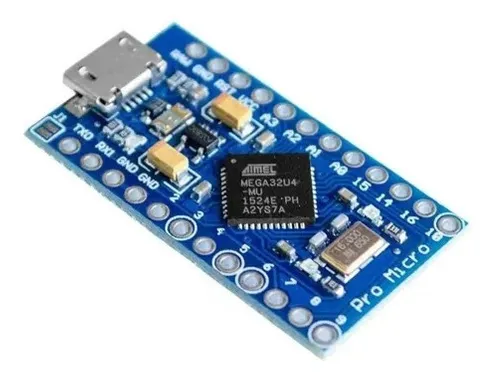 RAW GND RST VCC A3 A2 A1 A0 15 14 16 10
J1
TXO RXI GND GND 2 3 4 5 6 7 8 9
ATMEL
MEGA32U4
-MU
1524E PH
A2YS7A
16.000
Pro Micro